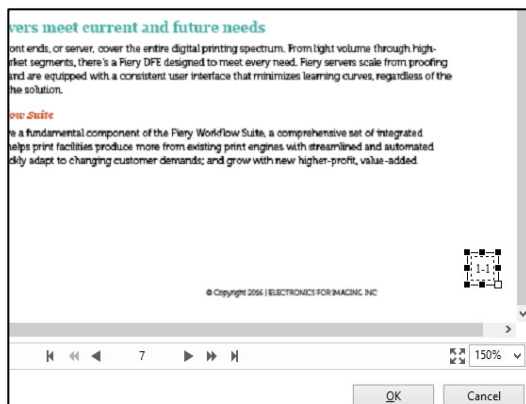 vers meet current and future needs
ont ends, or server, cover the entire digital printing spectrum. From light volume through high-
rket segments, there's a Fiery DFE designed to meet every need. Fiery servers scale from proofing
and are equipped with a consistent user interface that minimizes learning curves, regardless of the
he solution.
ow Suite
e a fundamental component of the Fiery Workflow Suite, a comprehensive set of integrated
elps print facilities produce more from existing print engines with streamlined and automated
ckly adapt to changing customer demands; and grow with new higher-profit, value-added
1-1
© Copyright 2016 | ELECTRONICS FOR IMAGING, INC
7
150%
OK
Cancel